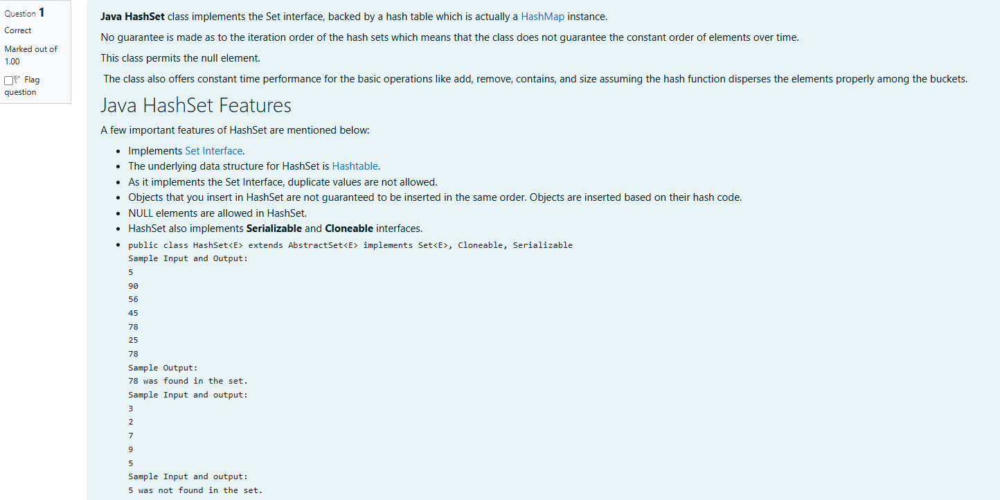 Question 1
Correct
Marked out of
1.00
Flag
question
Java HashSet class implements the Set interface, backed by a hash table which is actually a HashMap instance.
No guarantee is made as to the iteration order of the hash sets which means that the class does not guarantee the constant order of elements over time.
This class permits the null element.
The class also offers constant time performance for the basic operations like add, remove, contains, and size assuming the hash function disperses the elements properly among the buckets.
Java HashSet Features
A few important features of HashSet are mentioned below:
• Implements Set Interface.
• The underlying data structure for HashSet is Hashtable.
• As it implements the Set Interface, duplicate values are not allowed.
• Objects that you insert in HashSet are not guaranteed to be inserted in the same order. Objects are inserted based on their hash code.
• NULL elements are allowed in HashSet.
• HashSet also implements Serializable and Cloneable interfaces.
• public class HashSet<E> extends AbstractSet<E> implements Set<E>, Cloneable, Serializable
Sample Input and Output:
5
90
56
45
78
25
78
Sample Output:
78 was found in the set.
Sample Input and output:
3
2
7
9
5
Sample Input and output:
5 was not found in the set.